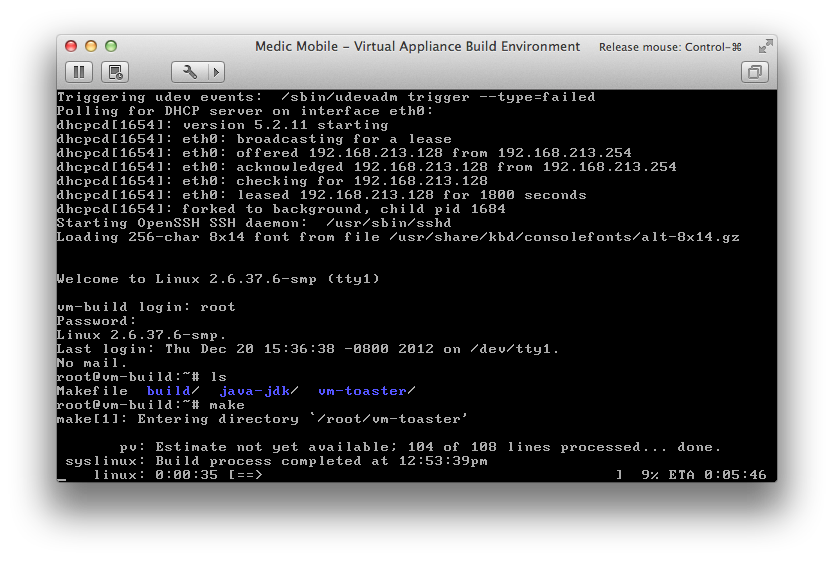 Medic Mobile – Virtual Appliance Build Environment
Release mouse: Control-⌘
Triggering udev events:  /sbin/udevadm trigger --type=failed
Polling for DHCP server on interface eth0:
dhcpcd[1654]: version 5.2.11 starting
dhcpcd[1654]: eth0: broadcasting for a lease
dhcpcd[1654]: eth0: offered 192.168.213.128 from 192.168.213.254
dhcpcd[1654]: eth0: acknowledged 192.168.213.128 from 192.168.213.254
dhcpcd[1654]: eth0: checking for 192.168.213.128
dhcpcd[1654]: eth0: leased 192.168.213.128 for 1800 seconds
dhcpcd[1654]: forked to background, child pid 1684
Starting OpenSSH SSH daemon:  /usr/sbin/sshd
Loading 256-char 8x14 font from file /usr/share/kbd/consolefonts/alt-8x14.gz
Welcome to Linux 2.6.37.6-smp (tty1)
vm-build login: root
Password:
Linux 2.6.37.6-smp.
Last login: Thu Dec 20 15:36:38 -0800 2012 on /dev/tty1.
No mail.
root@vm-build:~# ls
Makefile  build/  java-jdk/  vm-toaster/
root@vm-build:~# make
make[1]: Entering directory `/root/vm-toaster'
pv: Estimate not yet available; 104 of 108 lines processed... done.
syslinux: Build process completed at 12:53:39pm
linux: 0:00:35 [==>                                       ]  9% ETA 0:05:46